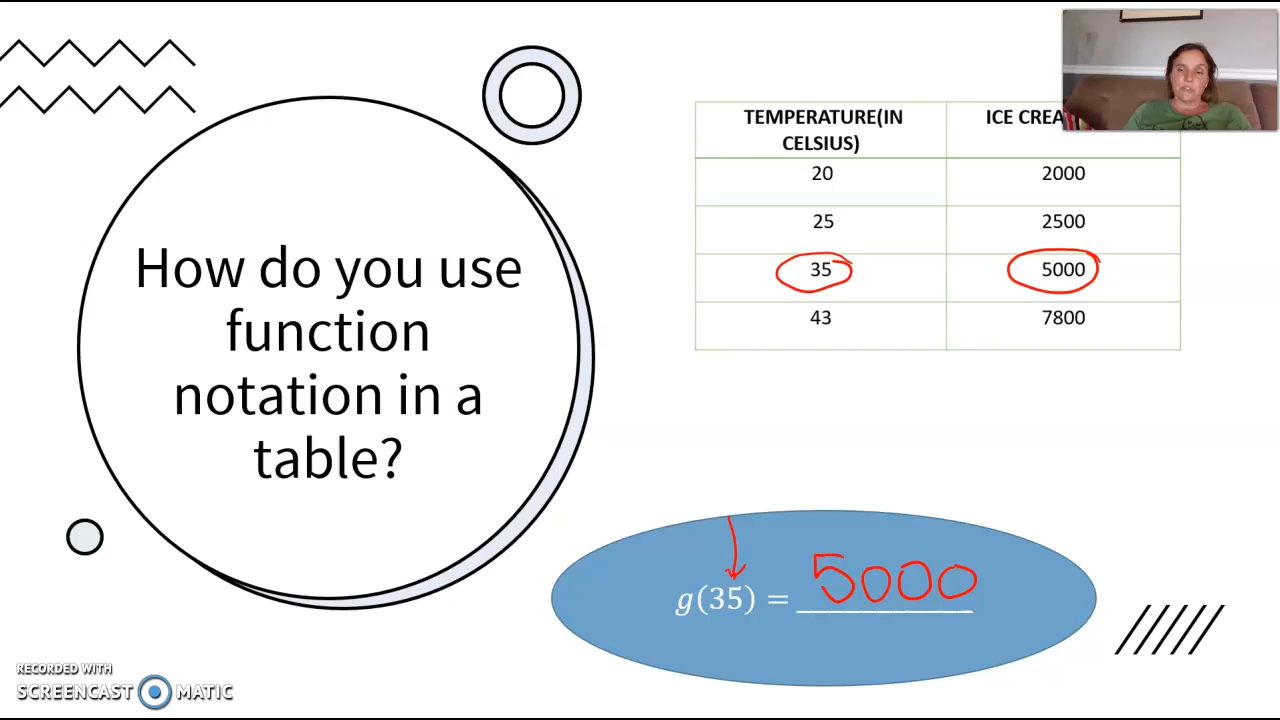 How do you use
function
notation in a
table?
TEMPERATURE(IN
CELSIUS)
ICE
20
2000
25
2500
35
5000
43
7800
g(35) = 5000
RECORDED WITH
SCREENCAST MATIC